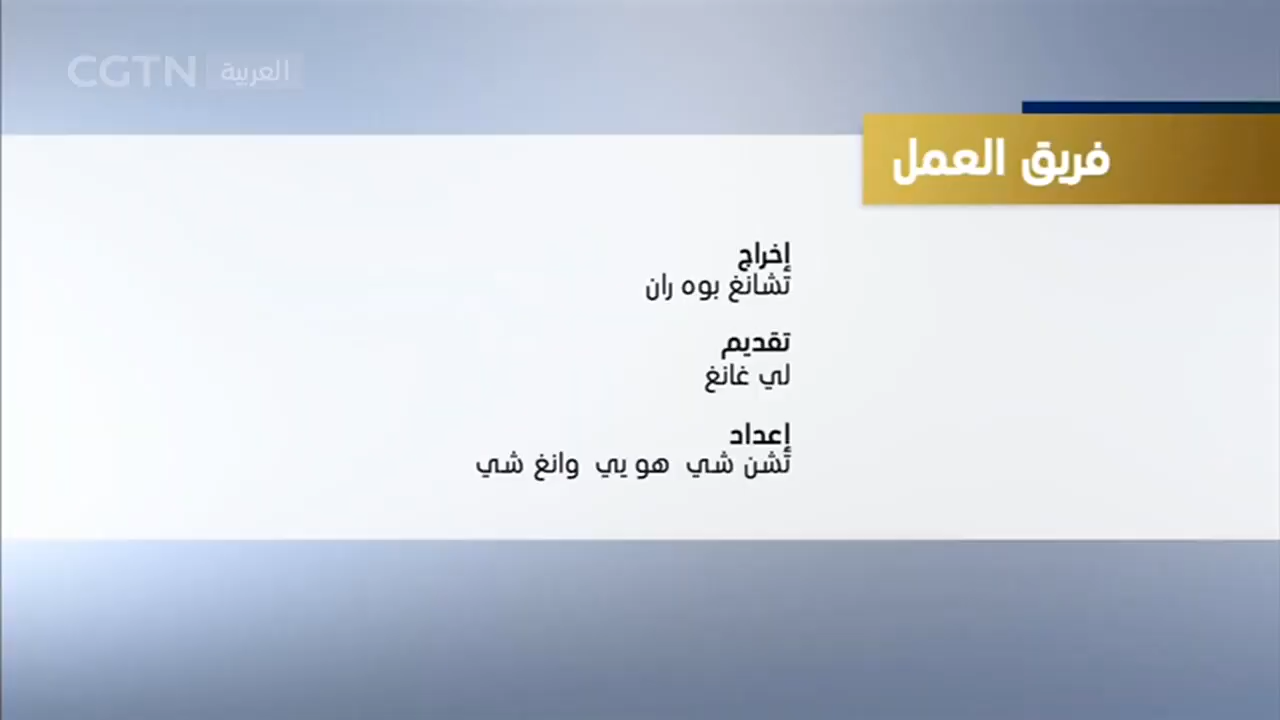 CGTN العربية
فريق العمل
إخراج
تشانغ بوه ران
تقديم
لي غانغ
إعداد
تشن شي هو يي وانغ شي